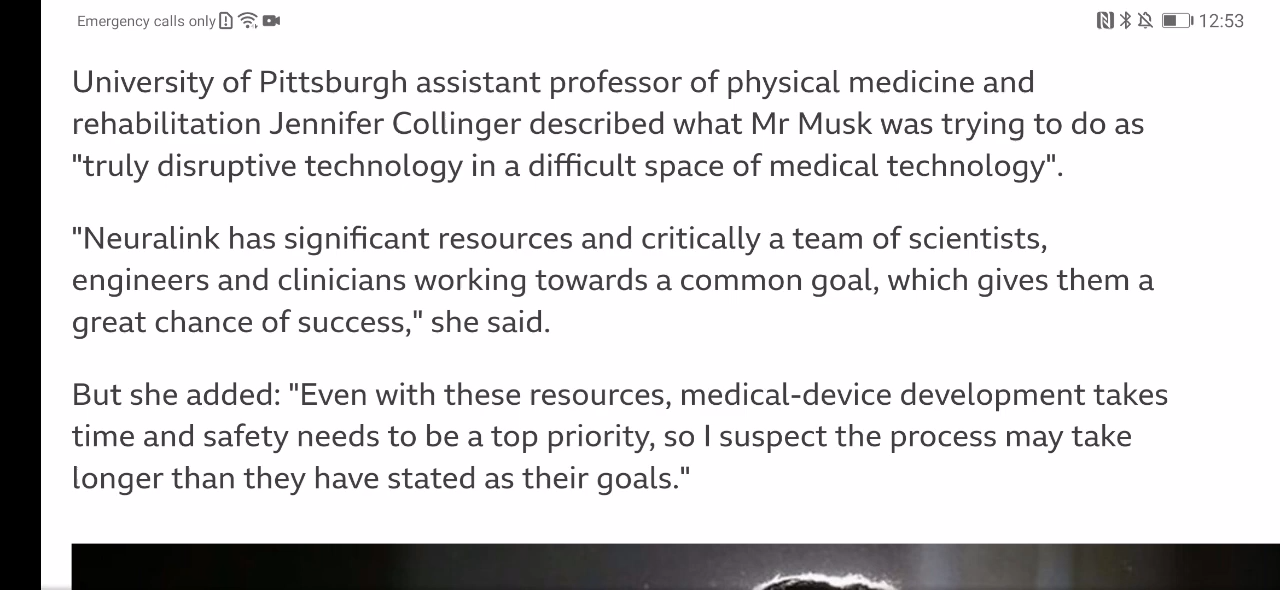 Emergency calls only 12:53
University of Pittsburgh assistant professor of physical medicine and
rehabilitation Jennifer Collinger described what Mr Musk was trying to do as
"truly disruptive technology in a difficult space of medical technology".
"Neuralink has significant resources and critically a team of scientists,
engineers and clinicians working towards a common goal, which gives them a
great chance of success," she said.
But she added: "Even with these resources, medical-device development takes
time and safety needs to be a top priority, so I suspect the process may take
longer than they have stated as their goals."